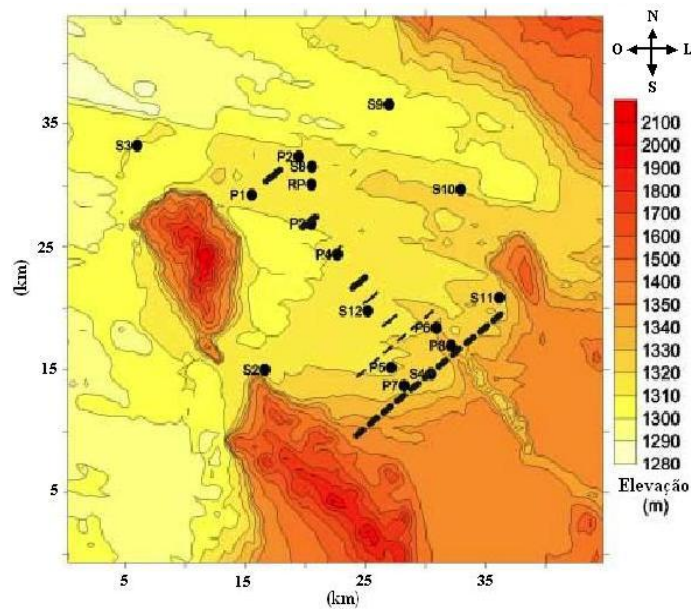 N
O L
S
35
25
15
5
(km)
S9
S3
P2
S8
RP
P1
S10
P3
P4
S11
S12
P6
P8
S2
P5
S4
P7
2100
2000
1900
1800
1700
1600
1500
1400
1350
1340
1330
1320
1310
1300
1290
1280
Elevação
(m)
5 15 25 35
(km)